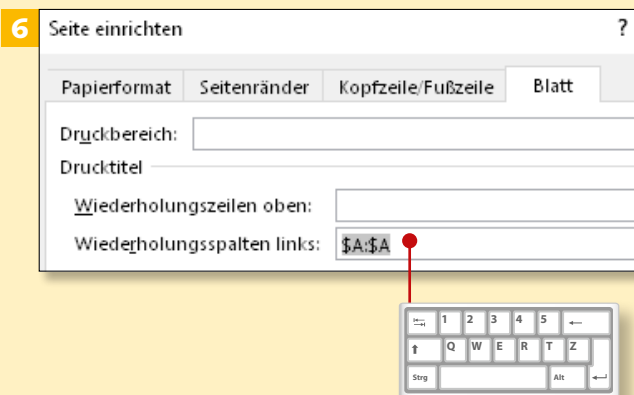 6
Seite einrichten ?
Papierformat Seitenränder Kopfzeile/Fußzeile Blatt
Druckbereich:
Drucktitel
Wiederholungszeilen oben:
Wiederholungsspalten links: $A:$A
1 2 3 4 5
Q W E R T Z
Strg Alt